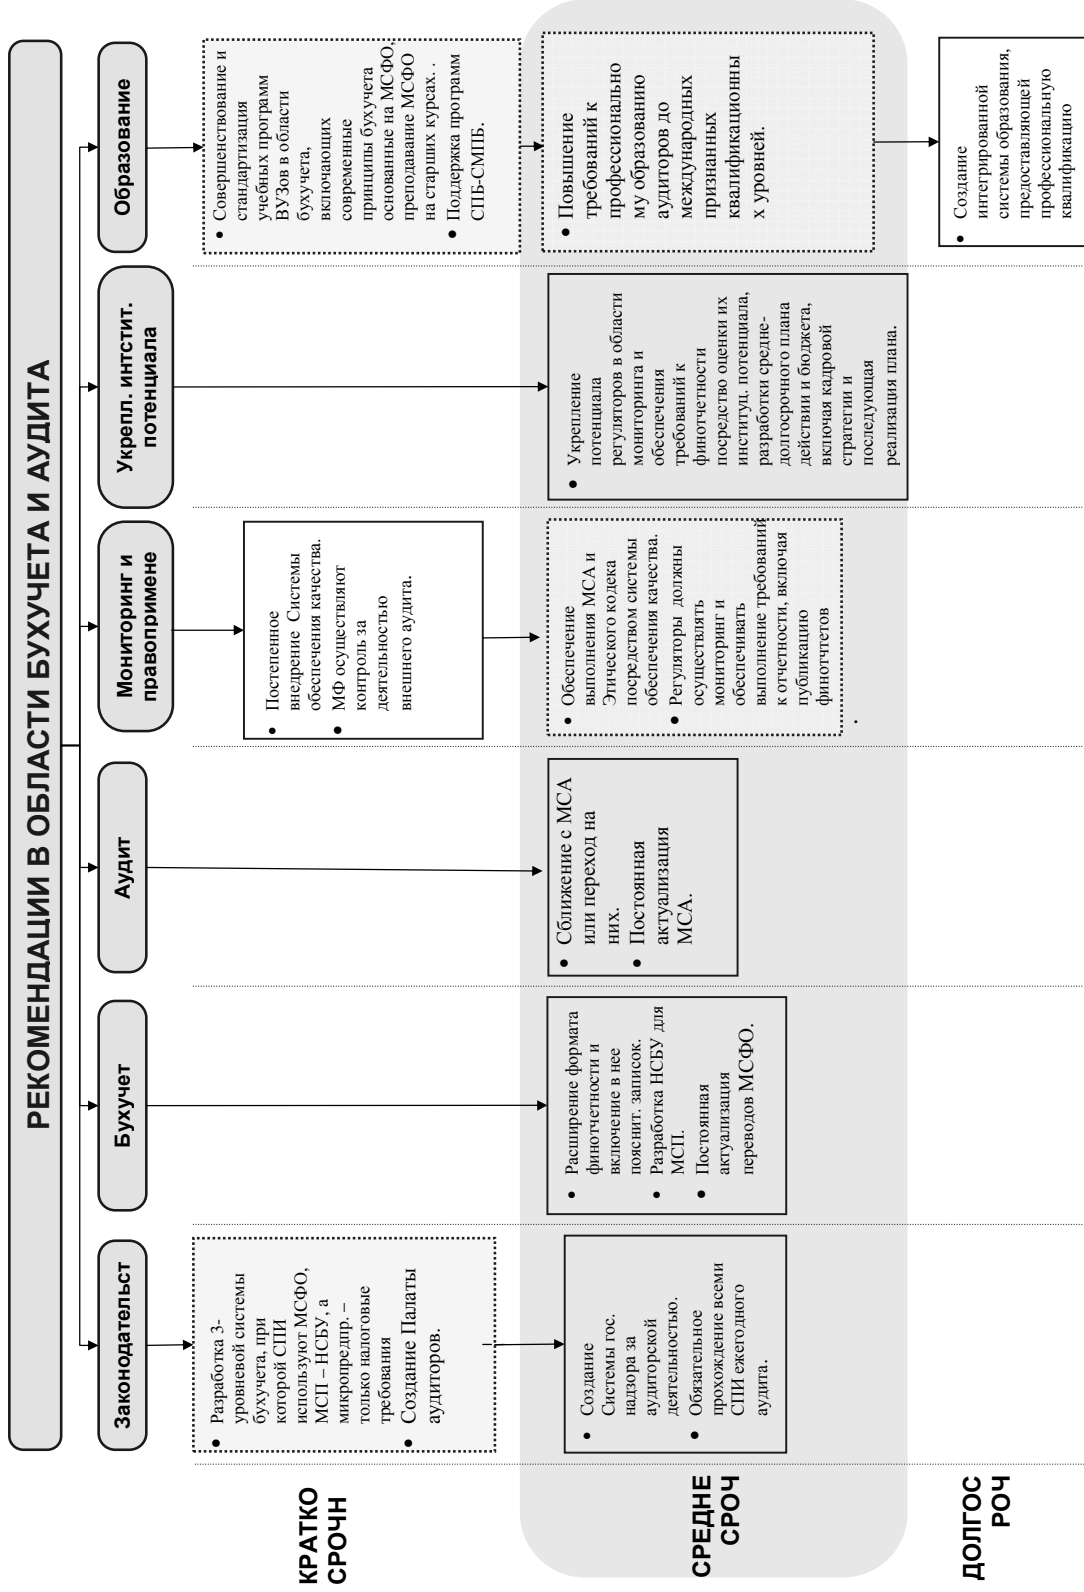 РЕКОМЕНДАЦИИ В ОБЛАСТИ БУХУЧЕТА И АУДИТА
Законодательст
Бухучет
Аудит
Мониторинг и
правопримене
Укрепл. интстит.
потенциала
Образование
КРАТКО
СРОЧН
• Разработка 3-
уровневой системы
бухучета, при
которой СПИ
используют МСФО,
МСП – НСБУ, а
микропредпр. –
только налоговые
требования
• Создание Палаты
аудиторов.
• Постепенное
внедрение Системы
обеспечения качества.
• МФ осуществляют
контроль за
деятельностью
внешнего аудита.
• Совершенствование и
стандартизация
учебных программ
ВУЗов в области
бухучета,
включающих
современные
принципы бухучета
основанные на МСФО,
преподавание МСФО
на старших курсах. .
• Поддержка программ
СПБ-СМПБ.
СРЕДНЕ
СРОЧ
• Создание
Системы гос.
надзора за
аудиторской
деятельностью.
• Обязательное
прохождение всеми
СПИ ежегодного
аудита.
• Расширение формата
финотчетности и
включение в нее
пояснит. записок.
• Разработка НСБУ для
МСП.
• Постоянная
актуализация
переводов МСФО.
• Сближение с МСА
или переход на
них.
• Постоянная
актуализация
МСА.
• Обеспечение
выполнения МСА и
Этического кодека
посредством системы
обеспечения качества.
• Регуляторы должны
осуществлять
мониторинг и
обеспечивать
выполнение требований
к отчетности, включая
публикацию
финотчтетов
.
• Укрепление
потенциала
регуляторов в области
мониторинга и
обеспечения
требований к
финотчетности
посредство оценки их
институц. потенциала,
разработки средне-
долгосрочного плана
действии и бюджета,
включая кадровой
стратегии и
последующая
реализация плана.
• Повышение
требований к
профессионально
му образованию
аудиторов до
международных
признанных
квалификационны
х уровней.
ДОЛГОС
РОЧ
• Создание
интегрированной
системы образования,
предоставляющей
профессиональную
квалификацию